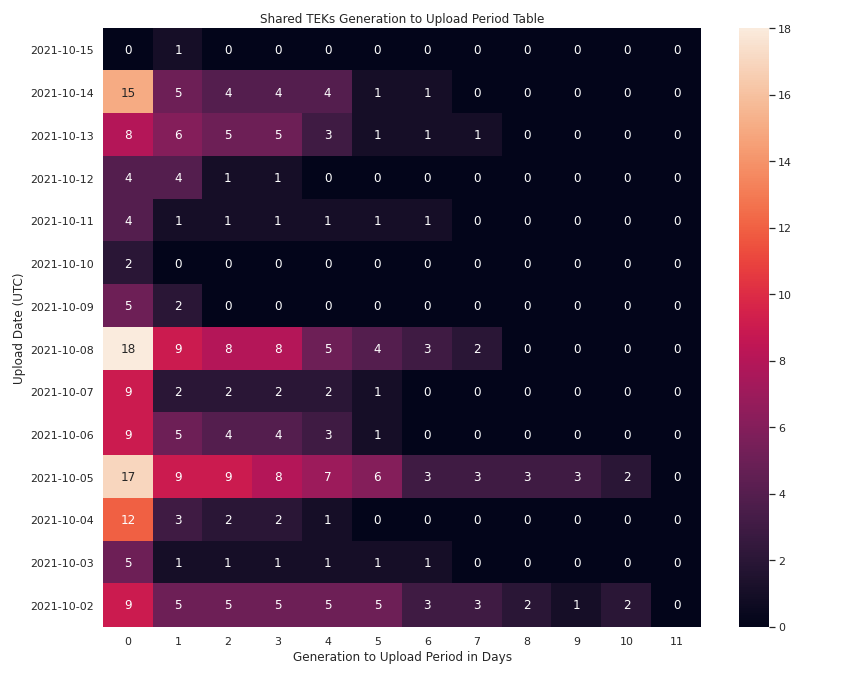 Shared TEKs Generation to Upload Period Table
2021-10-15 0 1 0 0 0 0 0 0 0 0 0 0
2021-10-14 15 5 4 4 4 1 1 0 0 0 0 0
2021-10-13 8 6 5 5 3 1 1 1 0 0 0 0
2021-10-12 4 4 1 1 0 0 0 0 0 0 0 0
2021-10-11 4 1 1 1 1 1 1 0 0 0 0 0
2021-10-10 2 0 0 0 0 0 0 0 0 0 0 0
2021-10-09 5 2 0 0 0 0 0 0 0 0 0 0
2021-10-08 18 9 8 8 5 4 3 2 0 0 0 0
2021-10-07 9 2 2 2 2 1 0 0 0 0 0 0
2021-10-06 9 5 4 4 3 1 0 0 0 0 0 0
2021-10-05 17 9 9 8 7 6 3 3 3 3 2 0
2021-10-04 12 3 2 2 1 0 0 0 0 0 0 0
2021-10-03 5 1 1 1 1 1 1 0 0 0 0 0
2021-10-02 9 5 5 5 5 5 3 3 2 1 2 0
0 1 2 3 4 5 6 7 8 9 10 11
Generation to Upload Period in Days
Upload Date (UTC)
18
16
14
12
10
8
6
4
2
0